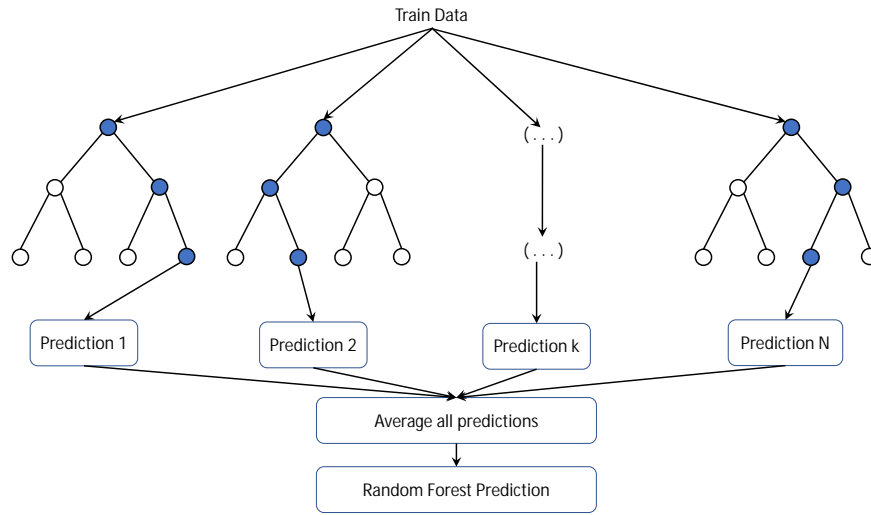 Train Data
(...)
(...)
Prediction 1
Prediction 2
Prediction k
Prediction N
Average all predictions
Random Forest Prediction